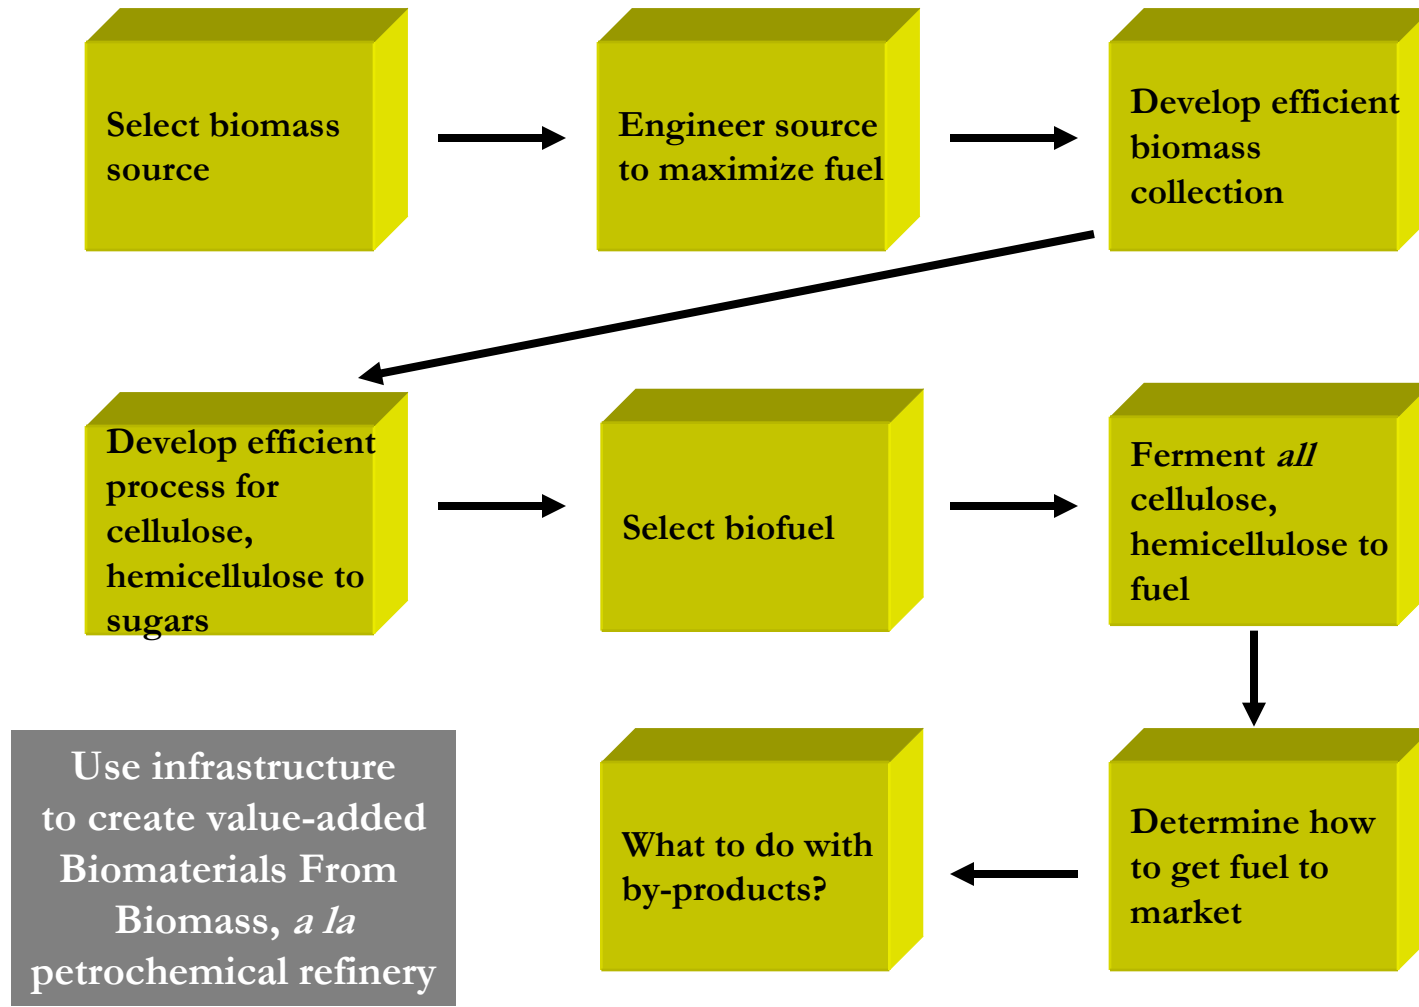 Select biomass
source
Engineer source
to maximize fuel
Develop efficient
biomass
collection
Develop efficient
process for
cellulose,
hemicellulose to
sugars
Select biofuel
Ferment all
cellulose,
hemicellulose to
fuel
Use infrastructure
to create value-added
Biomaterials From
Biomass, a la
petrochemical refinery
What to do with
by-products?
Determine how
to get fuel to
market